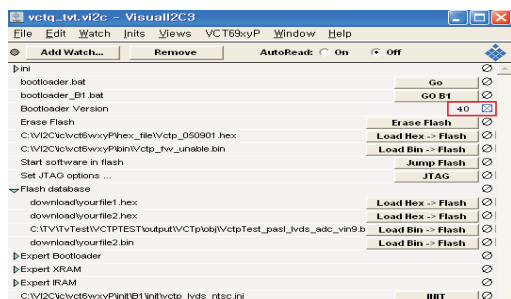 vctq_tvt.vi2c - VisualI2C3
File Edit Watch Inits Views VCT69xyP Window Help
Add Watch... Remove AutoRead: On Off
ini
bootloader.bat Go
bootloader_B1.bat GO B1
Bootloader Version 40
Erase Flash Erase Flash
C:\VI2C\ic\vct6wxyP\hex_file\Vctp_050901.hex Load Hex -> Flash
C:\VI2C\ic\vct6wxyP\bin\Vctp_fw_unable.bin Load Bin -> Flash
Start software in flash Jump Flash
Set JTAG options ... JTAG
Flash database
download\yourfile1.hex Load Hex -> Flash
download\yourfile2.hex Load Hex -> Flash
C:\TV\TvTest\VCTPTEST\output\VCTp\obj\VctpTest_pasl_lvds_adc_vin9.b Load Bin -> Flash
download\yourfile2.bin Load Bin -> Flash
Expert Bootloader
Expert XRAM
Expert IRAM
C:\VI2C\ic\vct6wxyP\init\B1\init\vctp_lvds_ntsc.ini INIT